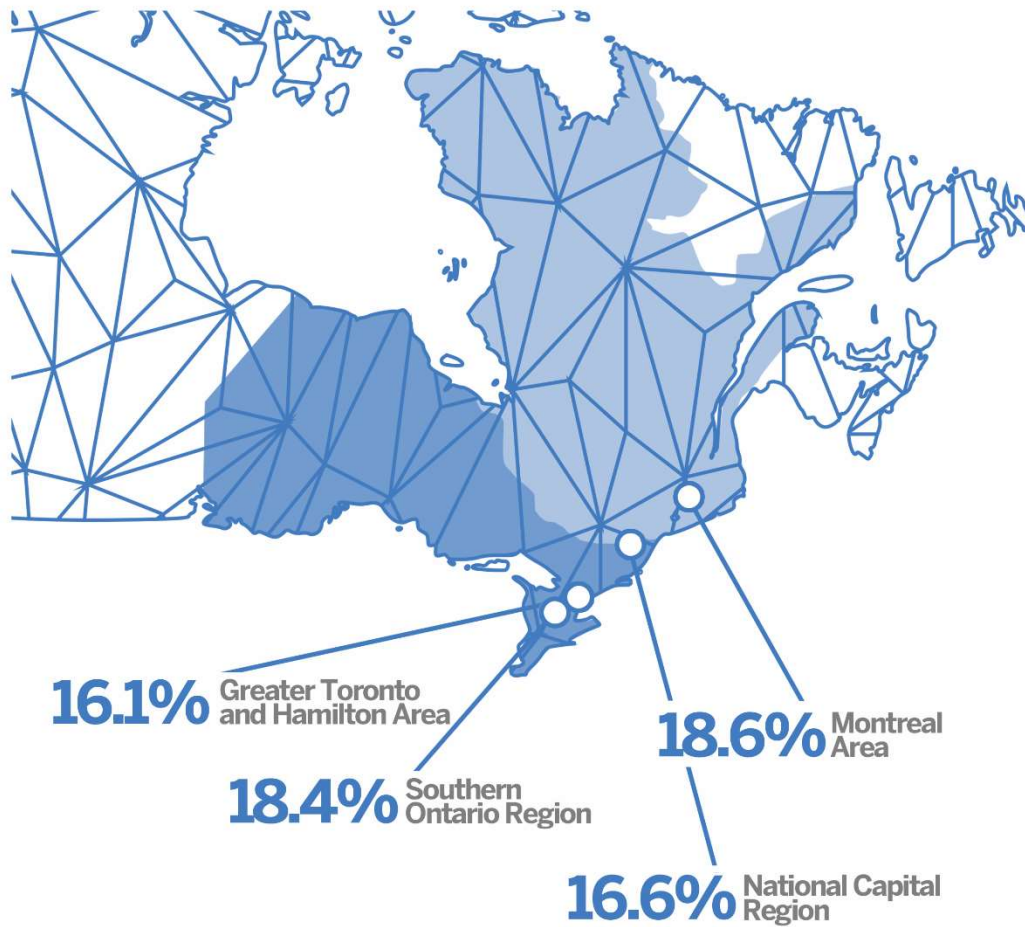 16.1% Greater Toronto
and Hamilton Area
18.6% Montreal
Area
18.4% Southern
Ontario Region
16.6% National Capital
Region